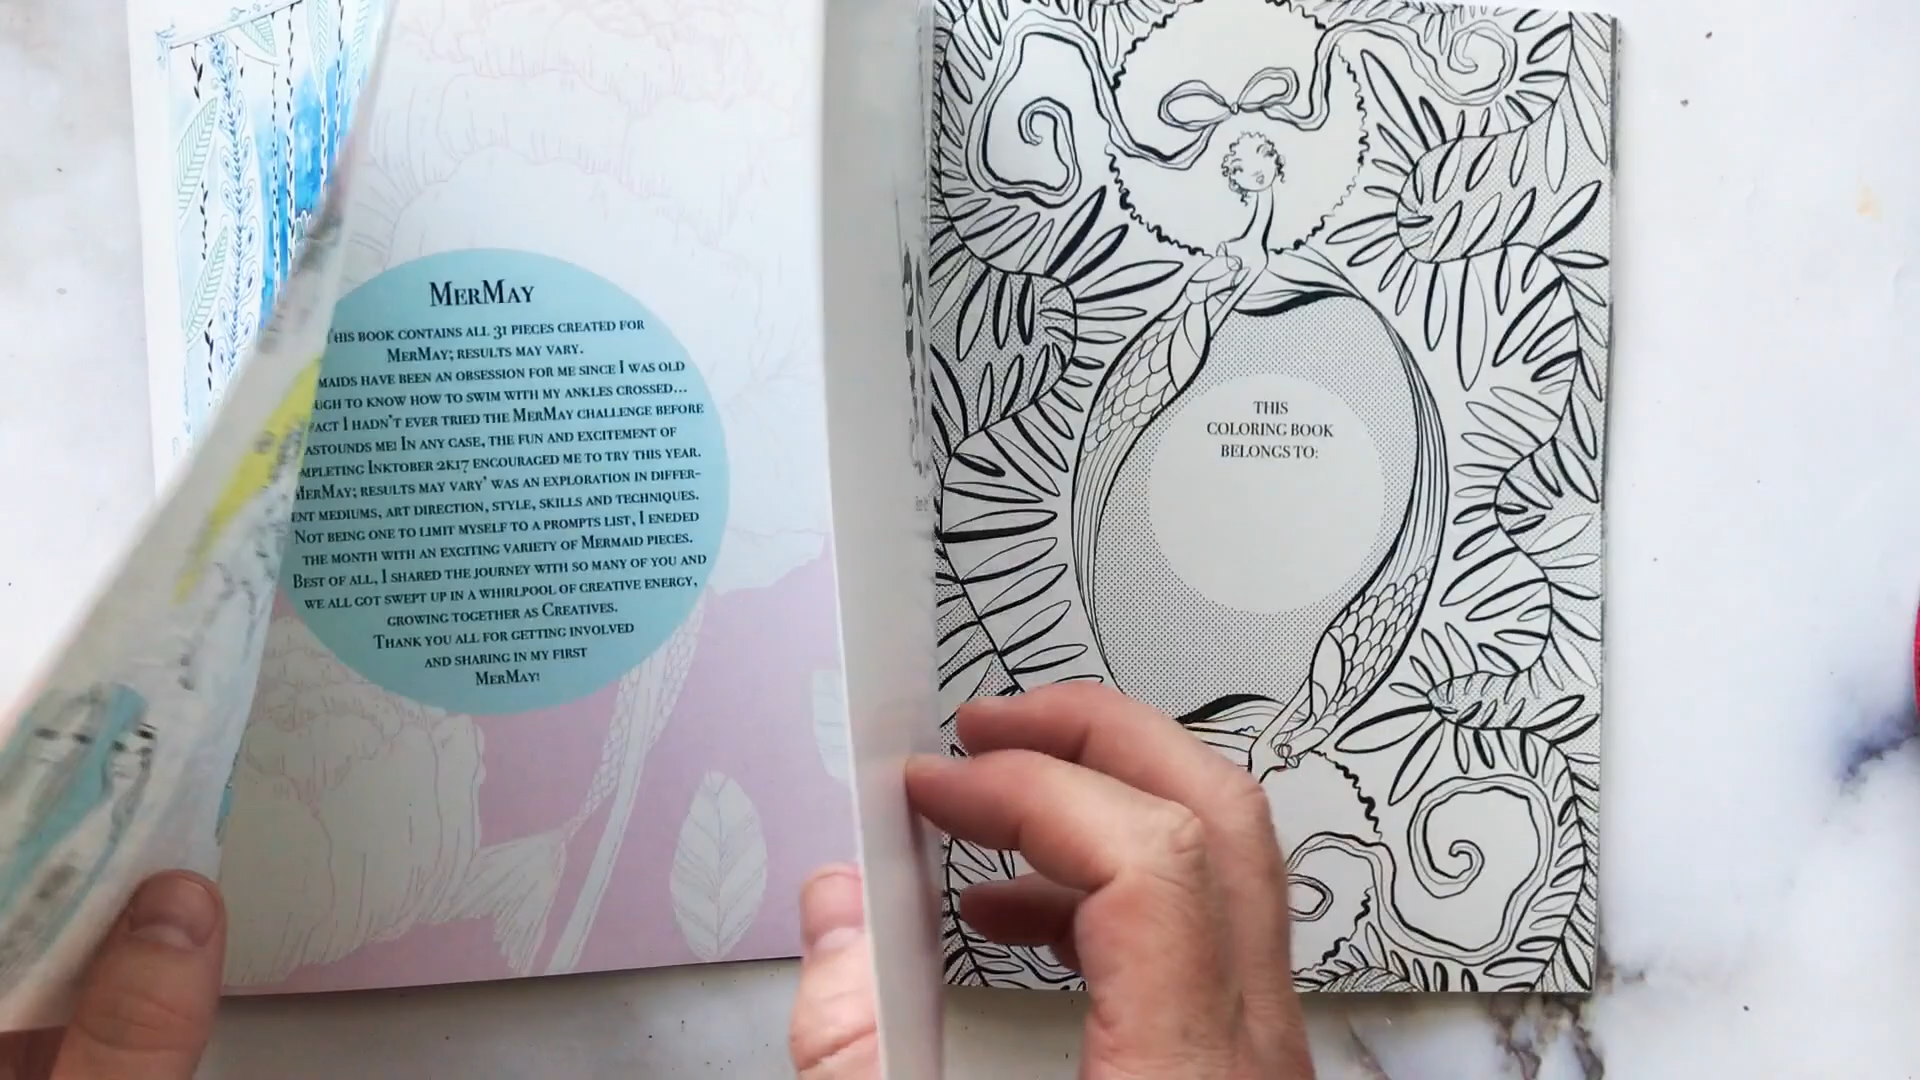 MerMay
This book contains all 31 pieces created for
MerMay; results may vary.
maids have been an obsession for me since I was old
ugh to know how to swim with my ankles crossed...
fact I hadn't ever tried the MerMay challenge before
astounds me! In any case, the fun and excitement of
mpleting Inktober 2k17 encouraged me to try this year.
'MerMay; results may vary' was an exploration in differ-
ent mediums, art direction, style, skills and techniques.
Not being one to limit myself to a prompts list, I eneded
the month with an exciting variety of Mermaid pieces.
Best of all, I shared the journey with so many of you and
we all got swept up in a whirlpool of creative energy,
growing together as Creatives.
Thank you all for getting involved
and sharing in my first
MerMay!
THIS
COLORING BOOK
BELONGS TO: